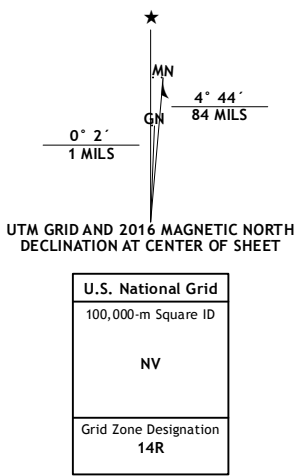 ★
MN
GN
4° 44´
84 MILS
0° 2´
1 MILS
UTM GRID AND 2016 MAGNETIC NORTH
DECLINATION AT CENTER OF SHEET
U.S. National Grid
100,000-m Square ID
NV
Grid Zone Designation
14R